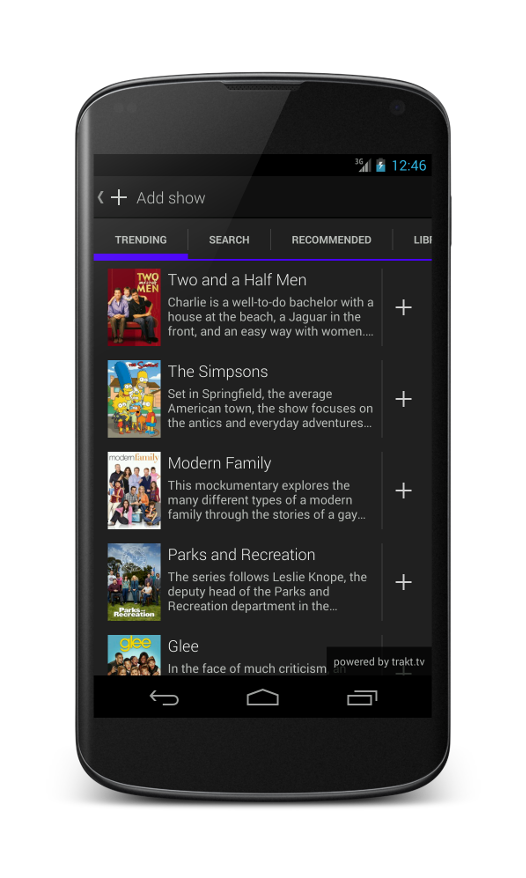 3G 12:46
Add show
TRENDING SEARCH RECOMMENDED LIB
TWO
AND A
HALF
MEN
Two and a Half Men
Charlie is a well-to-do bachelor with a
house at the beach, a Jaguar in the
front, and an easy way with women....
The Simpsons
Set in Springfield, the average
American town, the show focuses on
the antics and everyday adventures...
modern family
Modern Family
This mockumentary explores the
many different types of a modern
family through the stories of a gay...
Parks and
Recreation
Parks and Recreation
The series follows Leslie Knope, the
deputy head of the Parks and
Recreation department in the...
glee
Glee
In the face of much criticism, an
powered by trakt.tv